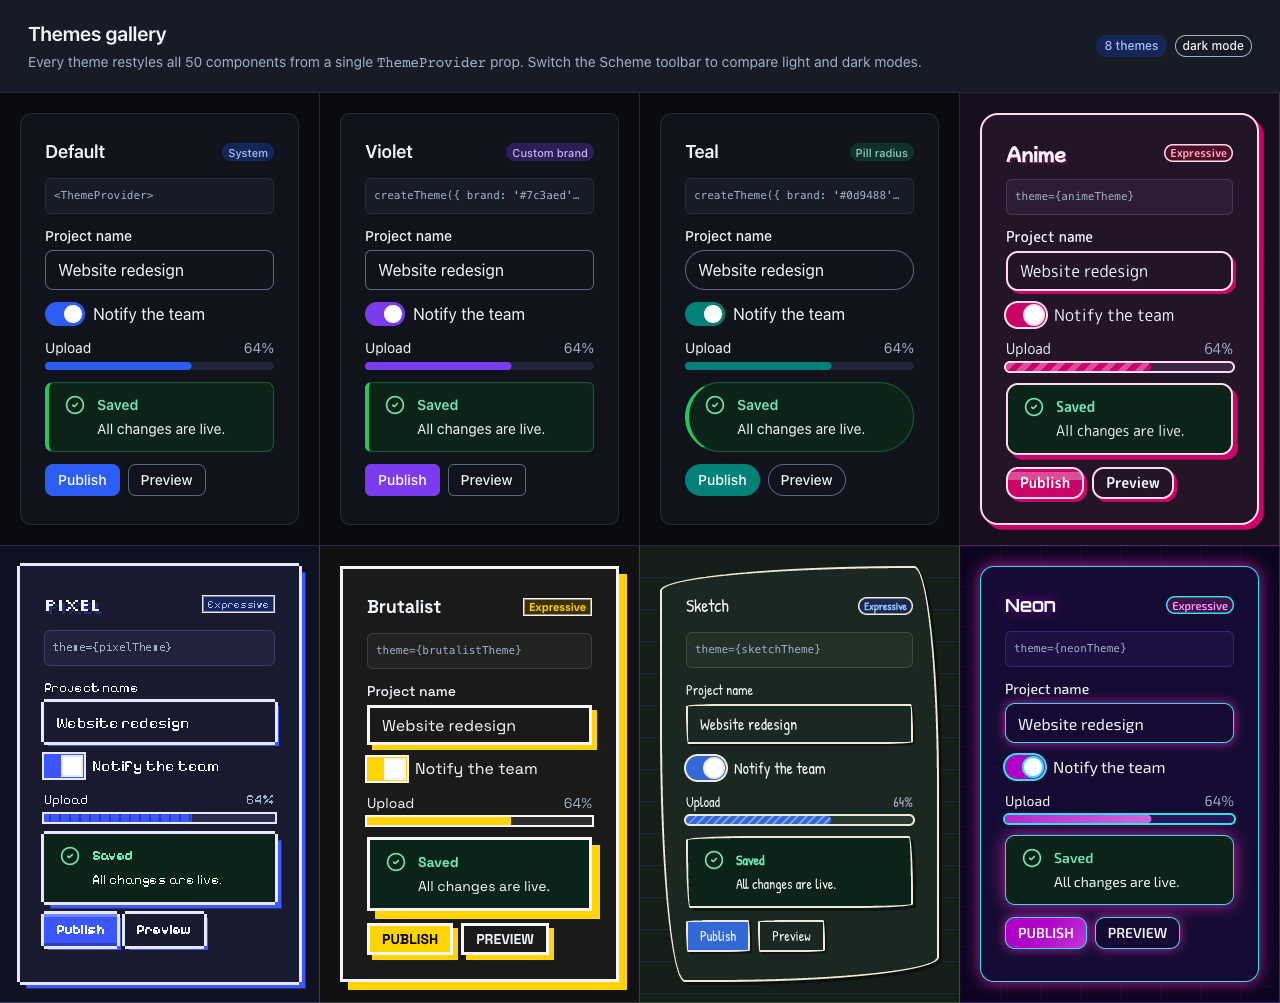 Themes gallery
Every theme restyles all 50 components from a single ThemeProvider prop. Switch the Scheme toolbar to compare light and dark modes.
8 themes
dark mode
Default
System
<ThemeProvider>
Project name
Website redesign
Notify the team
Upload
64%
Saved
All changes are live.
Publish
Preview
Violet
Custom brand
createTheme({ brand: '#7c3aed'…
Project name
Website redesign
Notify the team
Upload
64%
Saved
All changes are live.
Publish
Preview
Teal
Pill radius
createTheme({ brand: '#0d9488'…
Project name
Website redesign
Notify the team
Upload
64%
Saved
All changes are live.
Publish
Preview
Anime
Expressive
theme={animeTheme}
Project name
Website redesign
Notify the team
Upload
64%
Saved
All changes are live.
Publish
Preview
PIXEL
Expressive
theme={pixelTheme}
Project name
Website redesign
Notify the team
Upload
64%
Saved
All changes are live.
Publish
Preview
Brutalist
Expressive
theme={brutalistTheme}
Project name
Website redesign
Notify the team
Upload
64%
Saved
All changes are live.
PUBLISH
PREVIEW
Sketch
Expressive
theme={sketchTheme}
Project name
Website redesign
Notify the team
Upload
64%
Saved
All changes are live.
Publish
Preview
Neon
Expressive
theme={neonTheme}
Project name
Website redesign
Notify the team
Upload
64%
Saved
All changes are live.
PUBLISH
PREVIEW